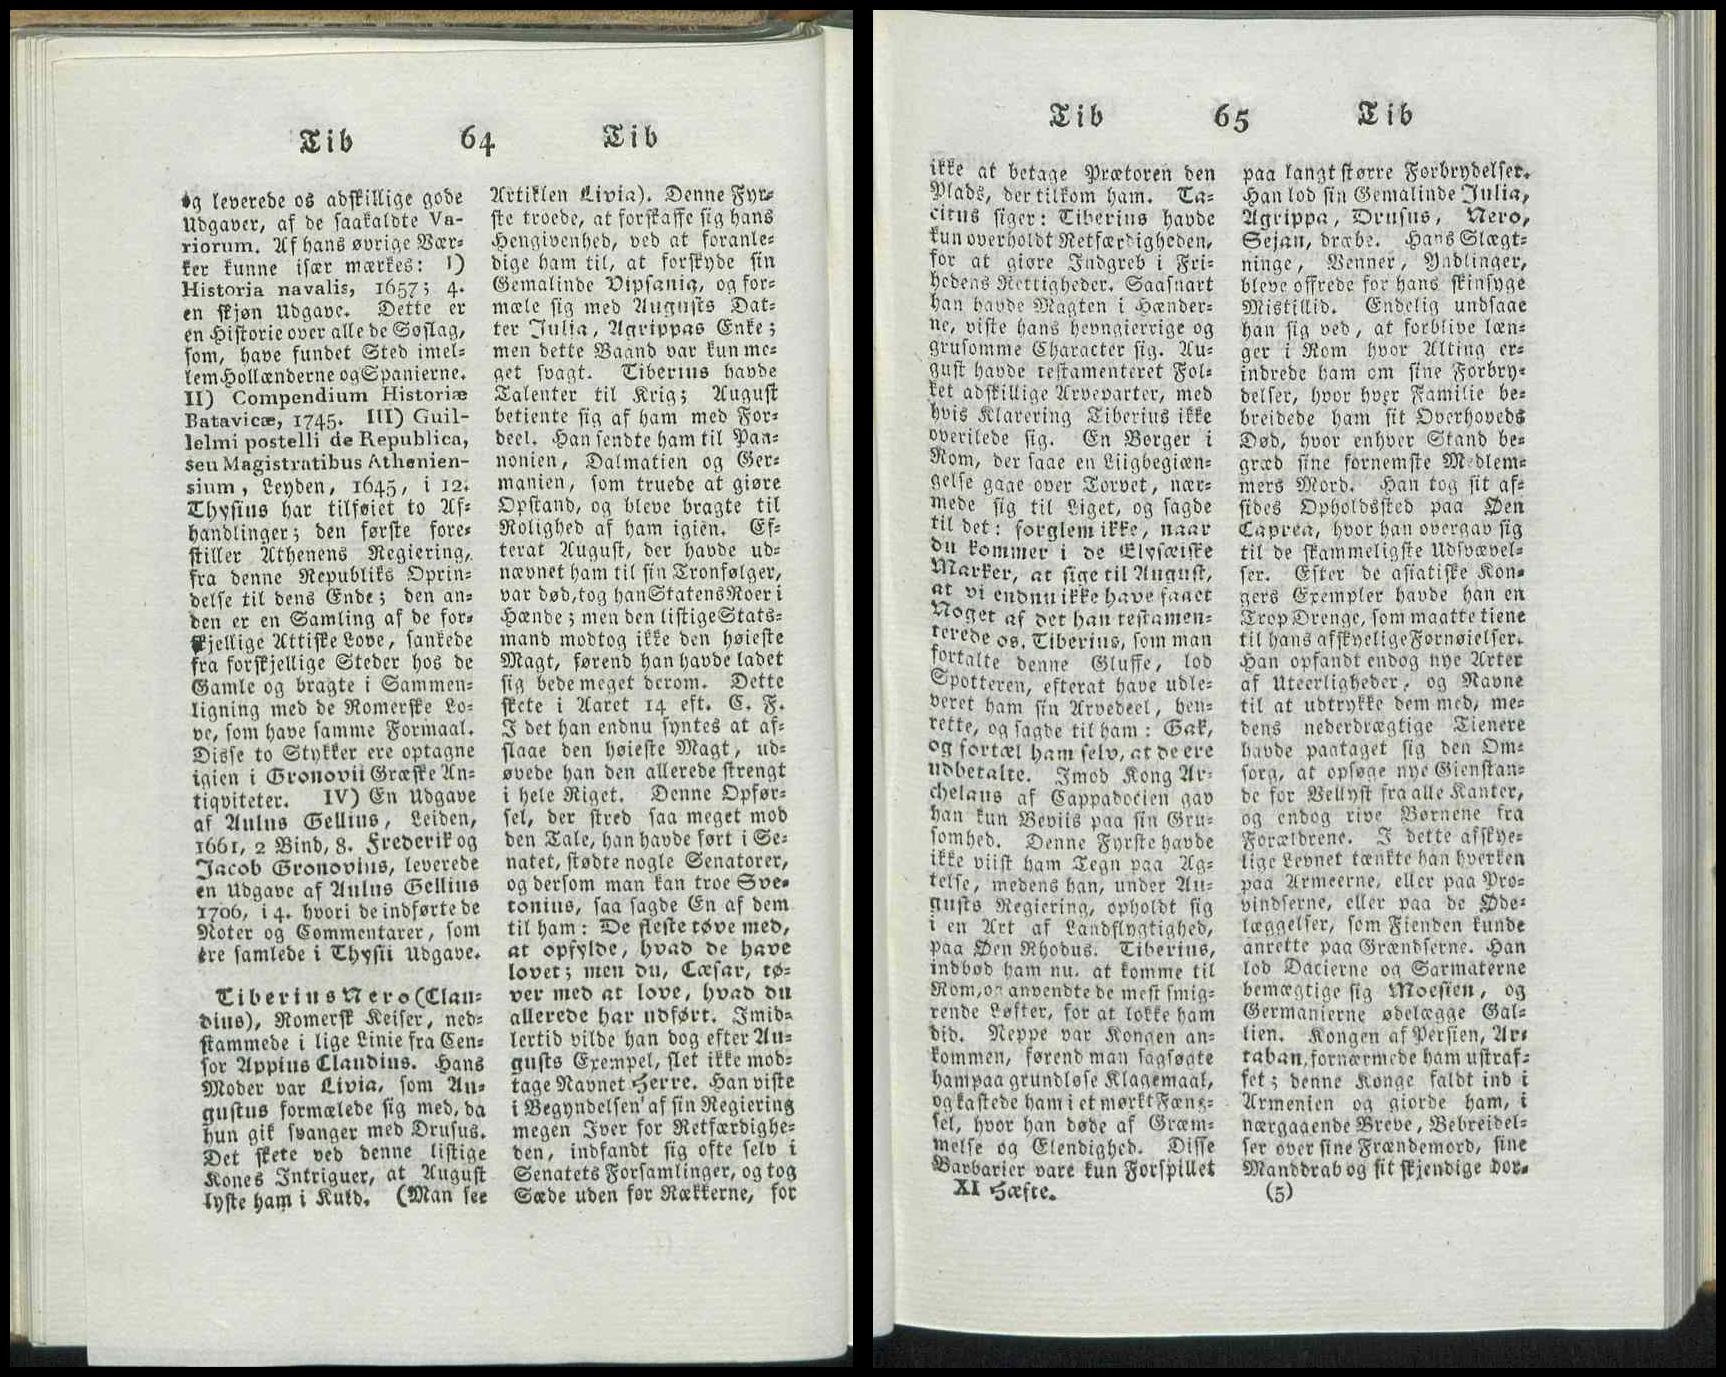 Tib 64 Tib
og leverede os adskillige gode
Udgaver, af de saakaldte Va-
riorum. Af hans øvrige Vær-
ker kunne især mærkes: I)
Historia navalis, 1657; 4.
en skjøn Udgave. Dette er
en Historie over alle de Søslag,
som, have fundet Sted imel-
lem Hollænderne og Spanierne.
II) Compendium Historiæ
Batavicæ, 1745. III) Guil-
lelmi postelli de Republica,
seu Magistratibus Athenien-
sium, Leyden, 1645, i 12.
Thysius har tilføiet to Af-
handlinger; den første fore-
stiller Athenens Regiering,
fra denne Republiks Oprin-
delse til dens Ende; den an-
den er en Samling af de for-
skjellige Attiske Love, sankede
fra forskjellige Steder hos de
Gamle og bragte i Sammen-
ligning med de Romerske Lo-
ve, som have samme Formaal.
Disse to Stykker ere optagne
igien i Gronovii Græske An-
tiqviteter. IV) En Udgave
af Aulus Gellius, Leiden,
1661, 2 Bind, 8. Frederik og
Jacob Gronovius, leverede
en Udgave af Aulus Gellius
1706, i 4. hvori de indførte de
Noter og Commentarer, som
ere samlede i Thysii Udgave.
Tiberius Nero (Clau-
dius), Romersk Keiser, ned-
stammede i lige Linie fra Cen-
sor Appius Claudius. Hans
Moder var Livia, som Au-
gustus formælede sig med, da
hun gik svanger med Drusus.
Det skete ved denne listige
Kones Intriguer, at August
lyste ham i Kuld. (Man see
Artiklen Livia). Denne Fyr-
ste troede, at forskaffe sig hans
Hengivenhed, ved at foranle-
dige ham til, at forskyde sin
Gemalinde Vipsania, og for-
mæle sig med Augusts Dat-
ter Julia, Agrippas Enke;
men dette Baand var kun me-
get svagt. Tiberius havde
Talenter til Krig; August
betiente sig af ham med For-
deel. Han sendte ham til Pan-
nonien, Dalmatien og Ger-
manien, som truede at giøre
Opstand, og bleve bragte til
Rolighed af ham igien. Ef-
terat August, der havde ud-
nævnet ham til sin Tronfølger,
var død, tog han Statens Roer i
Hænde; men den listige Stats-
mand modtog ikke den høieste
Magt, førend han havde ladet
sig bede meget derom. Dette
skete i Aaret 14 eft. C. F.
I det han endnu syntes at af-
slaae den høieste Magt, ud-
øvede han den allerede strengt
i hele Riget. Denne Opfør-
sel, der stred saa meget mod
den Tale, han havde ført i Se-
natet, stødte nogle Senatorer,
og dersom man kan troe Sve-
tonius, saa sagde En af dem
til ham: De fleste tøve med,
at opfylde, hvad de have
lovet; men du, Cæsar, tø-
ver med at love, hvad du
allerede har udført. Imid-
lertid vilde han dog efter Au-
gusts Exempel, slet ikke mod-
tage Navnet Herre. Han viste
i Begyndelsen af sin Regiering
megen Iver for Retfærdighe-
den, indfandt sig ofte selv i
Senatets Forsamlinger, og tog
Sæde uden for Rækkerne, for
Tib 65 Tib
ikke at betage Prætoren den
Plads, der tilkom ham. Ta-
citus siger: Tiberius havde
kun overholdt Retfærdigheden,
for at giøre Indgreb i Fri-
hedens Rettigheder. Saasnart
han havde Magten i Hænder-
ne, viste hans hevngierrige og
grusomme Character sig. Au-
gust havde testamenteret Fol-
ket adskillige Arveparter, med
hvis Klarering Tiberius ikke
overilede sig. En Borger i
Rom, der saae en Liigbegiæn-
gelse gaae over Torvet, nær-
mede sig til Liget, og sagde
til det: forglem ikke, naar
du kommer i de Elysæiske
Marker, at sige til August,
at vi endnu ikke have faaet
Noget af det han testamen-
terede os. Tiberius, som man
fortalte denne Gluffe, lod
Spotteren, efterat have udle-
veret ham sin Arvedeel, hen-
rette, og sagde til ham: Gak,
og fortæl ham selv, at de ere
udbetalte. Imod Kong Ar-
chelaus af Cappadocien gav
han kun Beviis paa sin Gru-
somhed. Denne Fyrste havde
ikke viist ham Tegn paa Ag-
telse, medens han, under Au-
gusts Regiering, opholdt sig
i en Art af Landflygtighed,
paa Øen Rhodus. Tiberius,
indbød ham nu, at komme til
Rom, og anvendte de mest smig-
rende Løfter, for at lokke ham
did. Neppe var Kongen an-
kommen, førend man sagsøgte
ham paa grundløse Klagemaal,
og kastede ham i et mørkt Fæng-
sel, hvor han døde af Græm-
melse og Elendighed. Disse
Barbarier vare kun Forspillet
XI Hæfte.
paa langt større Forbrydelser.
Han lod sin Gemalinde Julia,
Agrippa, Drusus, Nero,
Sejan, dræbe. Hans Slægt-
ninge, Venner, Yndlinger,
bleve offrede for hans skinsyge
Mistillid. Endelig undsaae
han sig ved, at forblive læn-
ger i Rom hvor Alting er-
indrede ham om sine Forbry-
delser, hvor hver Familie be-
breidede ham sit Overhoveds
Død, hvor enhver Stand be-
græd sine fornemste Medlem-
mers Mord. Han tog sit af-
sides Opholdssted paa Øen
Caprea, hvor han overgav sig
til de skammeligste Udsvævel-
ser. Efter de asiatiske Kon-
gers Exempler havde han en
Trop Drenge, som maatte tiene
til hans afskyelige Fornøielser.
Han opfandt endog nye Arter
af Uteerligheder, og Navne
til at udtrykke dem med, me-
dens nederdrægtige Tienere
havde paataget sig den Om-
sorg, at opsøge nye Gienstan-
de for Vellyst fra alle Kanter,
og endog rive Børnene fra
Forældrene. I dette afskye-
lige Levnet tænkte han hverken
paa Armeerne, eller paa Pro-
vindserne, eller paa de Øde-
læggelser, som Fienden kunde
anrette paa Grændserne. Han
lod Dacierne og Sarmaterne
bemægtige sig Moesien, og
Germanierne ødelægge Gal-
lien. Kongen af Persien, Ar-
taban, fornærmede ham ustraf-
fet; denne Konge faldt ind i
Armenien og giorde ham, i
nærgaaende Breve, Bebreidel-
ser over sine Frændemord, sine
Manddrab og sit skjendige dor-
(5)